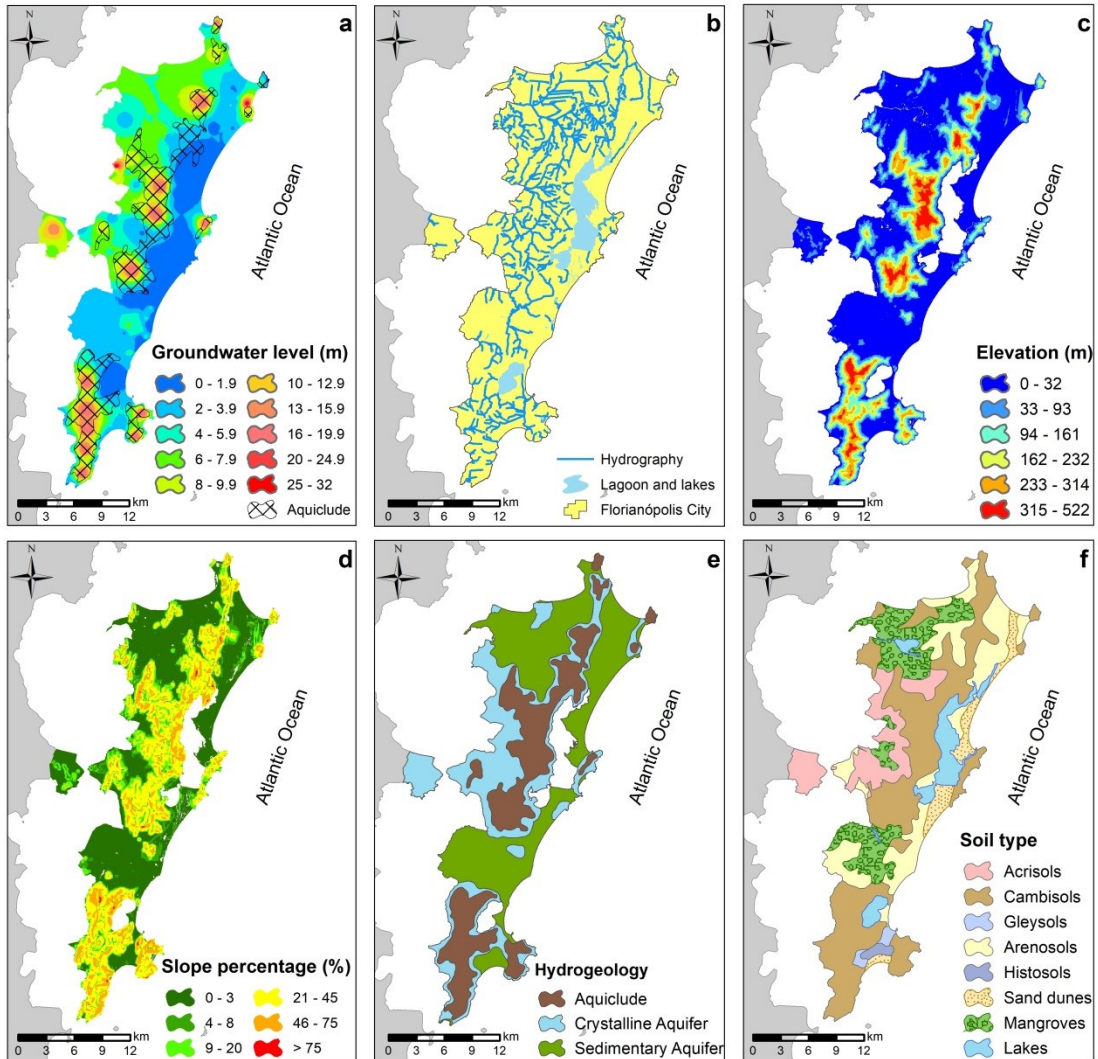 N
a
Atlantic Ocean
Groundwater level (m)
0 - 1.9
2 - 3.9
4 - 5.9
6 - 7.9
8 - 9.9
10 - 12.9
13 - 15.9
16 - 19.9
20 - 24.9
25 - 32
Aquiclude
km
0 3 6 9 12
N
b
Atlantic Ocean
Hydrography
Lagoon and lakes
Florianópolis City
km
0 3 6 9 12
N
c
Atlantic Ocean
Elevation (m)
0 - 32
33 - 93
94 - 161
162 - 232
233 - 314
315 - 522
km
0 3 6 9 12
N
d
Atlantic Ocean
Slope percentage (%)
0 - 3
4 - 8
9 - 20
21 - 45
46 - 75
> 75
km
0 3 6 9 12
N
e
Atlantic Ocean
Hydrogeology
Aquiclude
Crystalline Aquifer
Sedimentary Aquifer
km
0 3 6 9 12
N
f
Atlantic Ocean
Soil type
Acrisols
Cambisols
Gleysols
Arenosols
Histosols
Sand dunes
Mangroves
Lakes
km
0 3 6 9 12